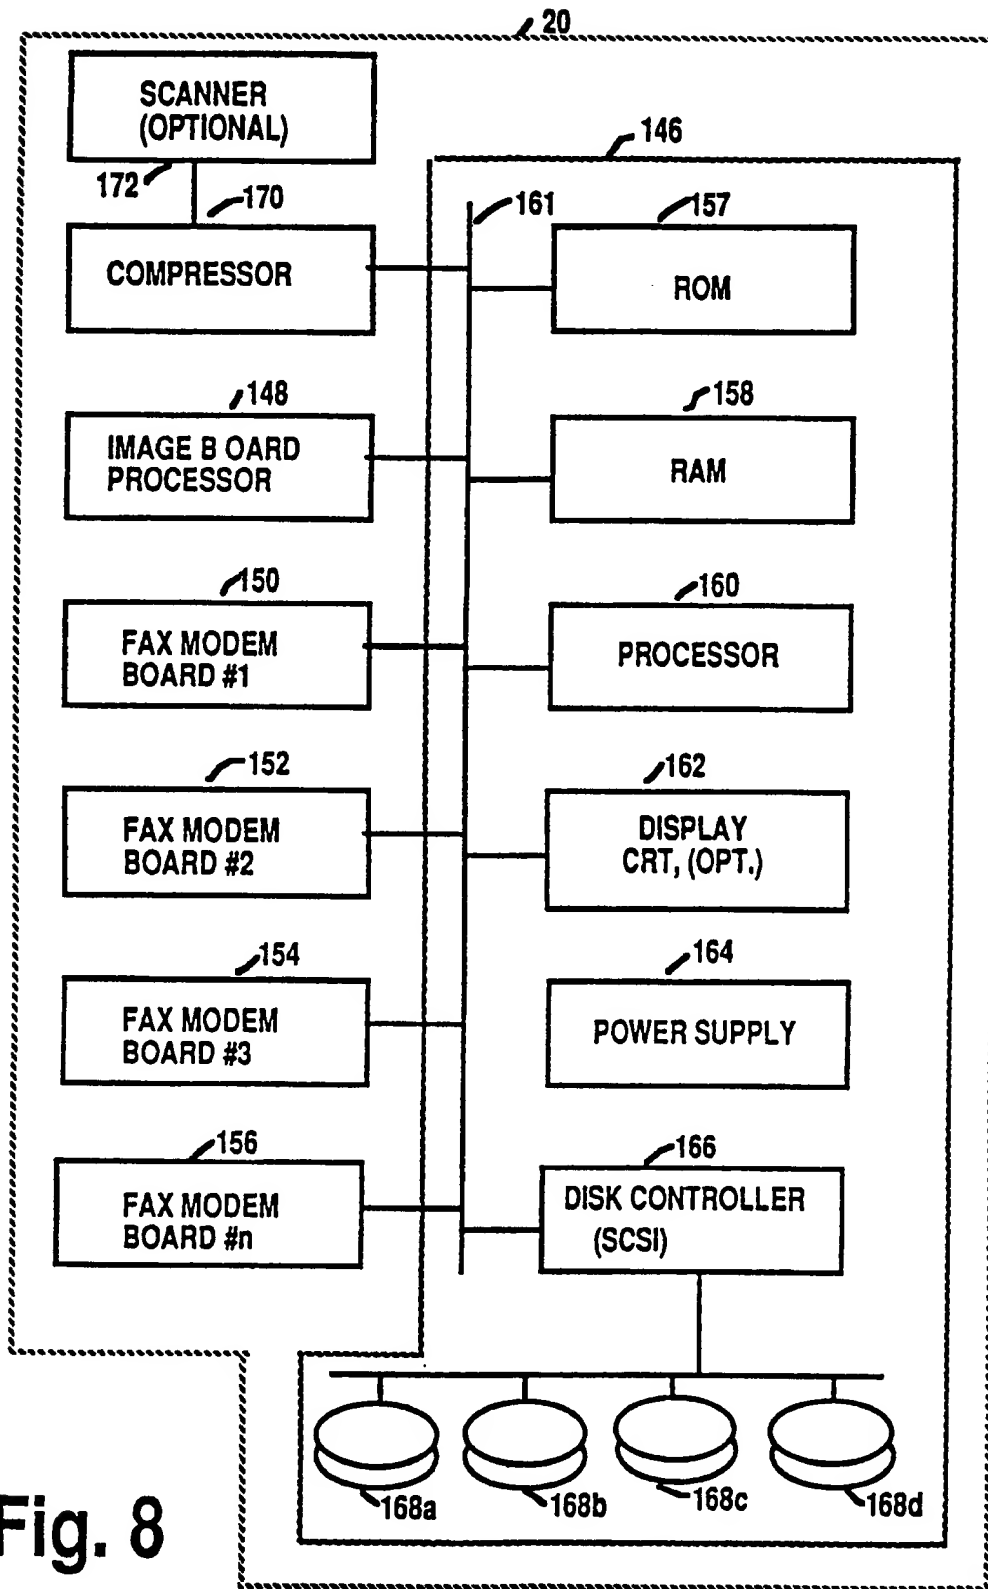 20
SCANNER
(OPTIONAL)
172
146
170
COMPRESSOR
161
157
ROM
148
IMAGE B OARD
PROCESSOR
158
RAM
150
FAX MODEM
BOARD #1
160
PROCESSOR
152
FAX MODEM
BOARD #2
162
DISPLAY
CRT, (OPT.)
154
FAX MODEM
BOARD #3
164
POWER SUPPLY
156
FAX MODEM
BOARD #n
166
DISK CONTROLLER
(SCSI)
168a
168b
168c
168d
Fig. 8